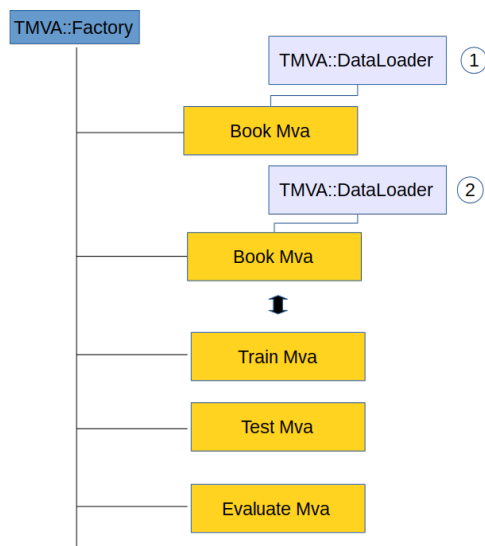 TMVA::Factory
TMVA::DataLoader 1
Book Mva
TMVA::DataLoader 2
Book Mva
Train Mva
Test Mva
Evaluate Mva